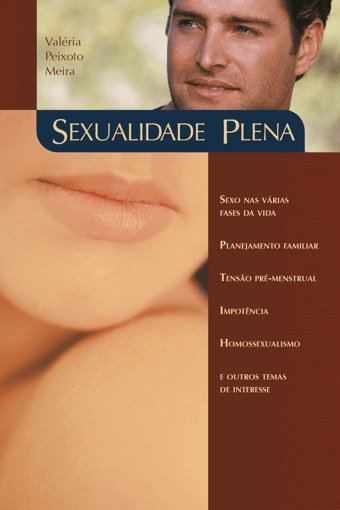 Valéria
Peixoto
Meira
Sexualidade Plena
Sexo nas várias
fases da vida
Planejamento familiar
Tensão pré-menstrual
Impotência
Homossexualismo
e outros temas
de interesse